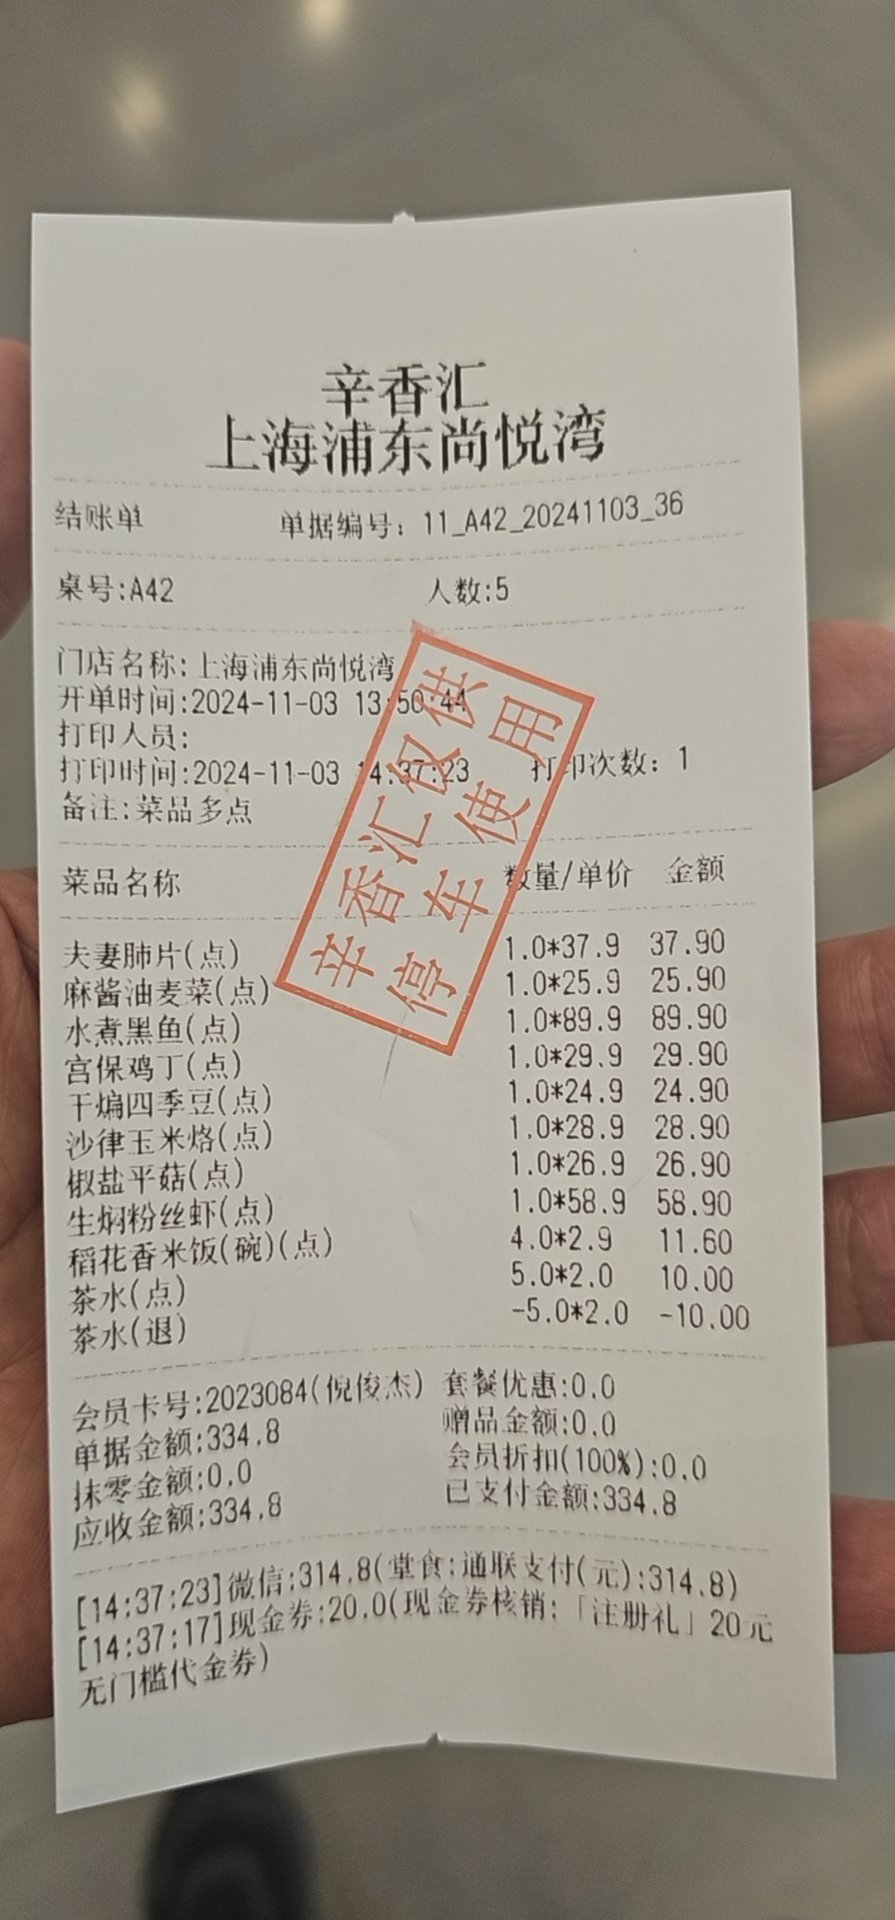 辛香汇
上海浦东尚悦湾
结账单 单据编号: 11_A42_20241103_36
桌号:A42 人数:5
门店名称:上海浦东尚悦湾
开单时间:2024-11-03 13:50:44
打印人员:
打印时间:2024-11-03 14:37:23 打印次数: 1
备注:菜品多点
辛香汇仅供
停车使用
菜品名称 数量/单价 金额
夫妻肺片(点) 1.0*37.9 37.90
麻酱油麦菜(点) 1.0*25.9 25.90
水煮黑鱼(点) 1.0*89.9 89.90
宫保鸡丁(点) 1.0*29.9 29.90
干煸四季豆(点) 1.0*24.9 24.90
沙律玉米烙(点) 1.0*28.9 28.90
椒盐平菇(点) 1.0*26.9 26.90
生焖粉丝虾(点) 1.0*58.9 58.90
稻花香米饭(碗)(点) 4.0*2.9 11.60
茶水(点) 5.0*2.0 10.00
茶水(退) -5.0*2.0 -10.00
会员卡号:2023084(倪俊杰) 套餐优惠:0.0
单据金额:334.8 赠品金额:0.0
抹零金额:0.0 会员折扣(100%):0.0
应收金额:334.8 已支付金额:334.8
[14:37:23]微信:314.8(堂食:通联支付(元):314.8)
[14:37:17]现金券:20.0(现金券核销:「注册礼」20元
无门槛代金券)